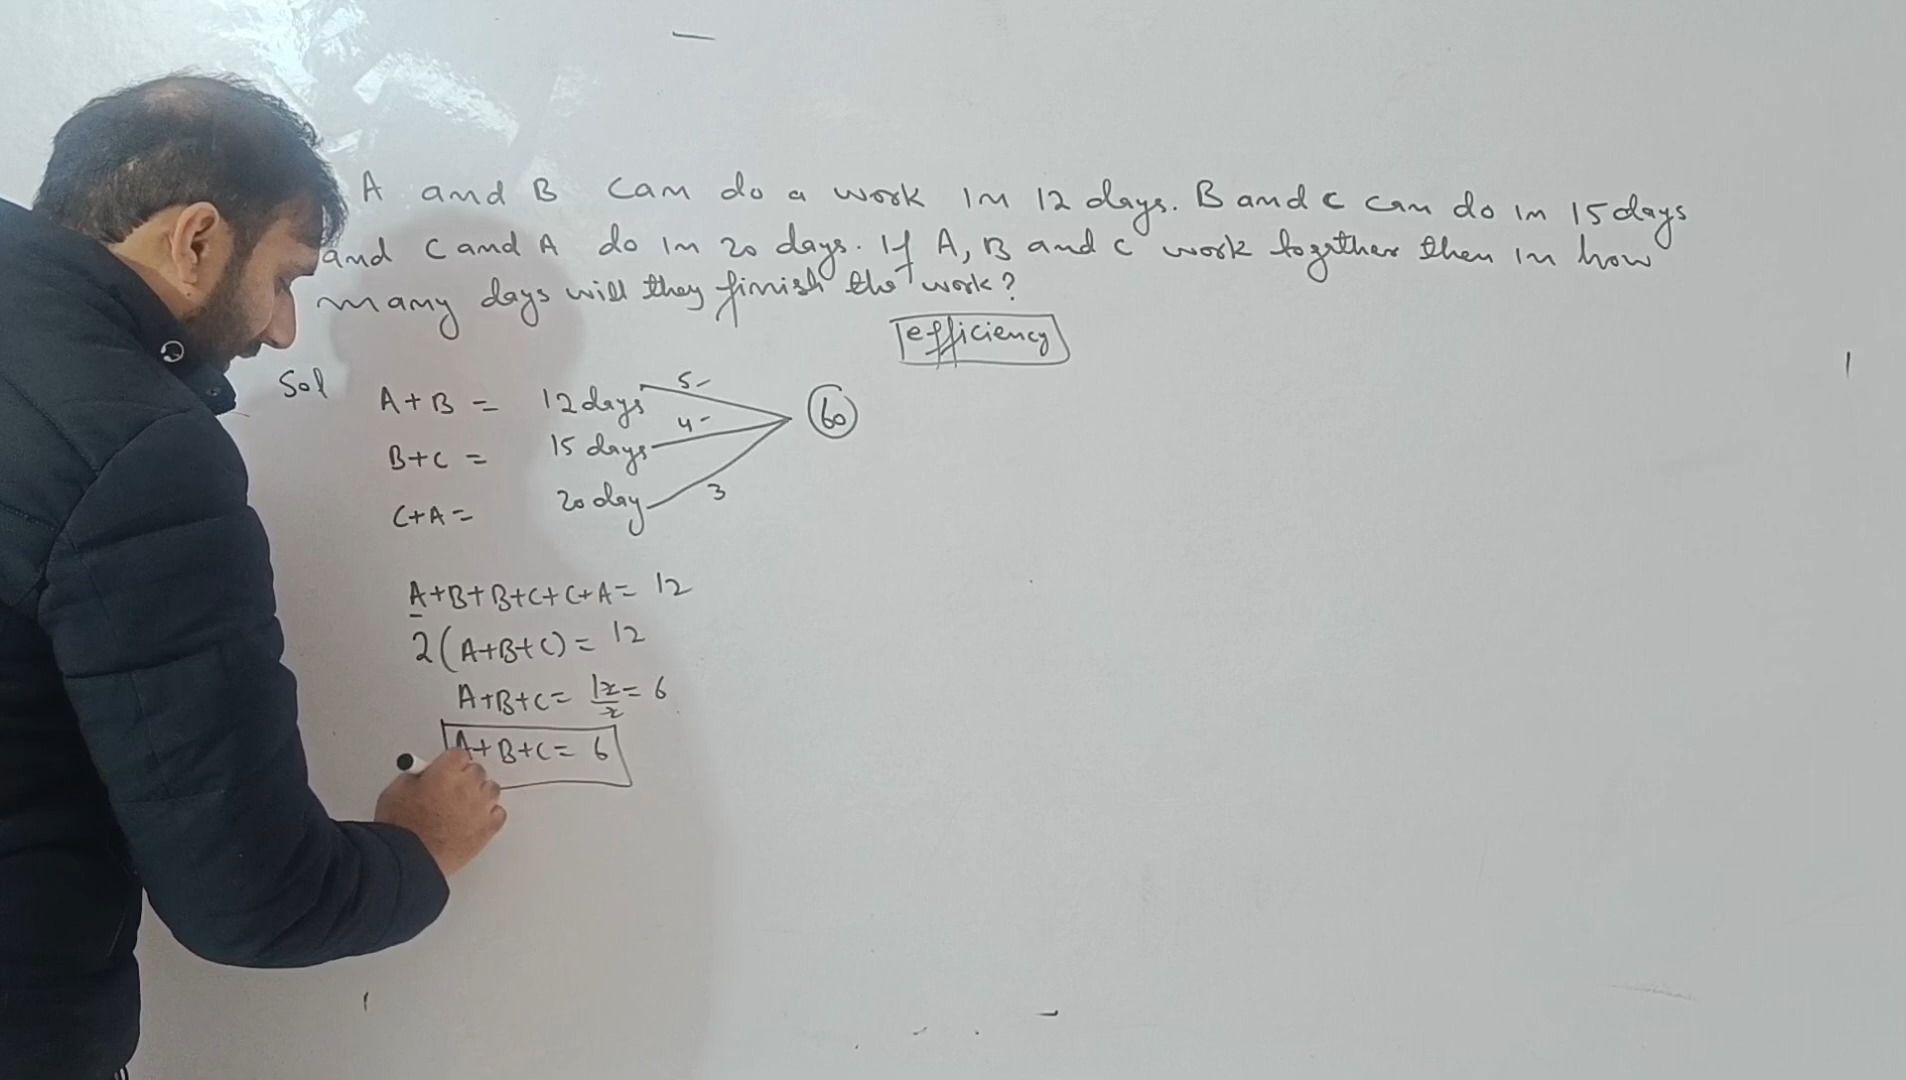 A and B can do a work in 12 days. B and C can do in 15 days
and C and A do in 20 days. If A, B and C work together then in how
many days will they finish the work?
efficiency
Sol
A+B = 12 days 5 60
B+C = 15 days 4
C+A = 20 day 3
A+B+B+C+C+A = 12
2(A+B+C) = 12
A+B+C = 12/2 = 6
A+B+C = 6